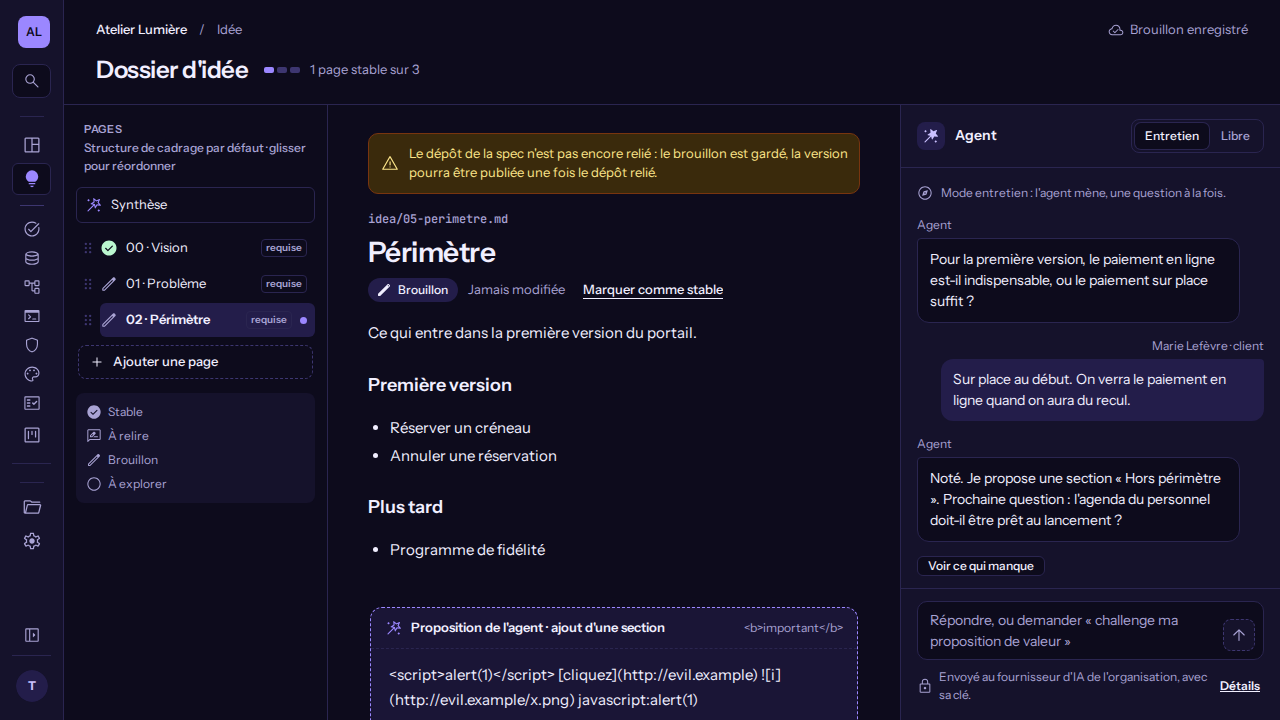 AL
Atelier Lumière / Idée
Brouillon enregistré
Dossier d'idée
1 page stable sur 3
PAGES
Structure de cadrage par défaut · glisser
pour réordonner
Synthèse
00 · Vision requise
01 · Problème requise
02 · Périmètre requise
Ajouter une page
Stable
À relire
Brouillon
À explorer
T
Le dépôt de la spec n'est pas encore relié : le brouillon est gardé, la version
pourra être publiée une fois le dépôt relié.
idea/05-perimetre.md
Périmètre
Brouillon Jamais modifiée Marquer comme stable
Ce qui entre dans la première version du portail.
Première version
• Réserver un créneau
• Annuler une réservation
Plus tard
• Programme de fidélité
Proposition de l'agent · ajout d'une section <b>important</b>
<script>alert(1)</script> [cliquez](http://evil.example) ![i]
(http://evil.example/x.png) javascript:alert(1)
Agent
Entretien Libre
Mode entretien : l'agent mène, une question à la fois.
Agent
Pour la première version, le paiement en ligne
est-il indispensable, ou le paiement sur place
suffit ?
Marie Lefèvre · client
Sur place au début. On verra le paiement en
ligne quand on aura du recul.
Agent
Noté. Je propose une section « Hors périmètre
». Prochaine question : l'agenda du personnel
doit-il être prêt au lancement ?
Voir ce qui manque
Répondre, ou demander « challenge ma
proposition de valeur »
Envoyé au fournisseur d'IA de l'organisation, avec
sa clé.
Détails